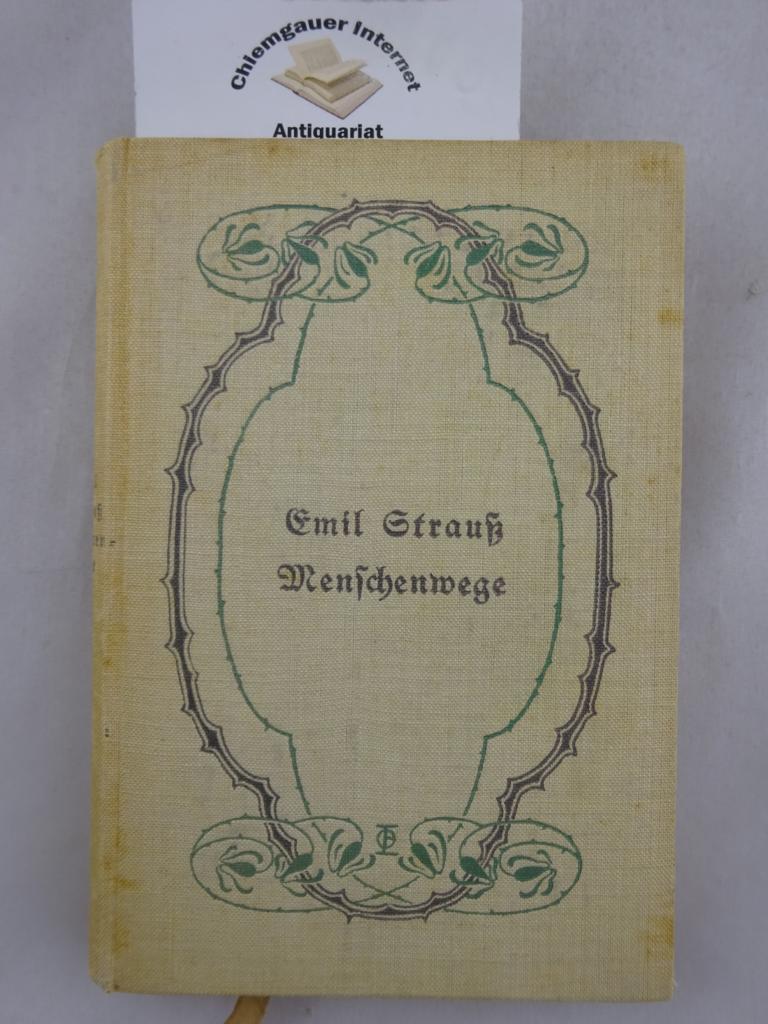 Chiemgauer Internet
Antiquariat
Emil Strauß
Menschenwege